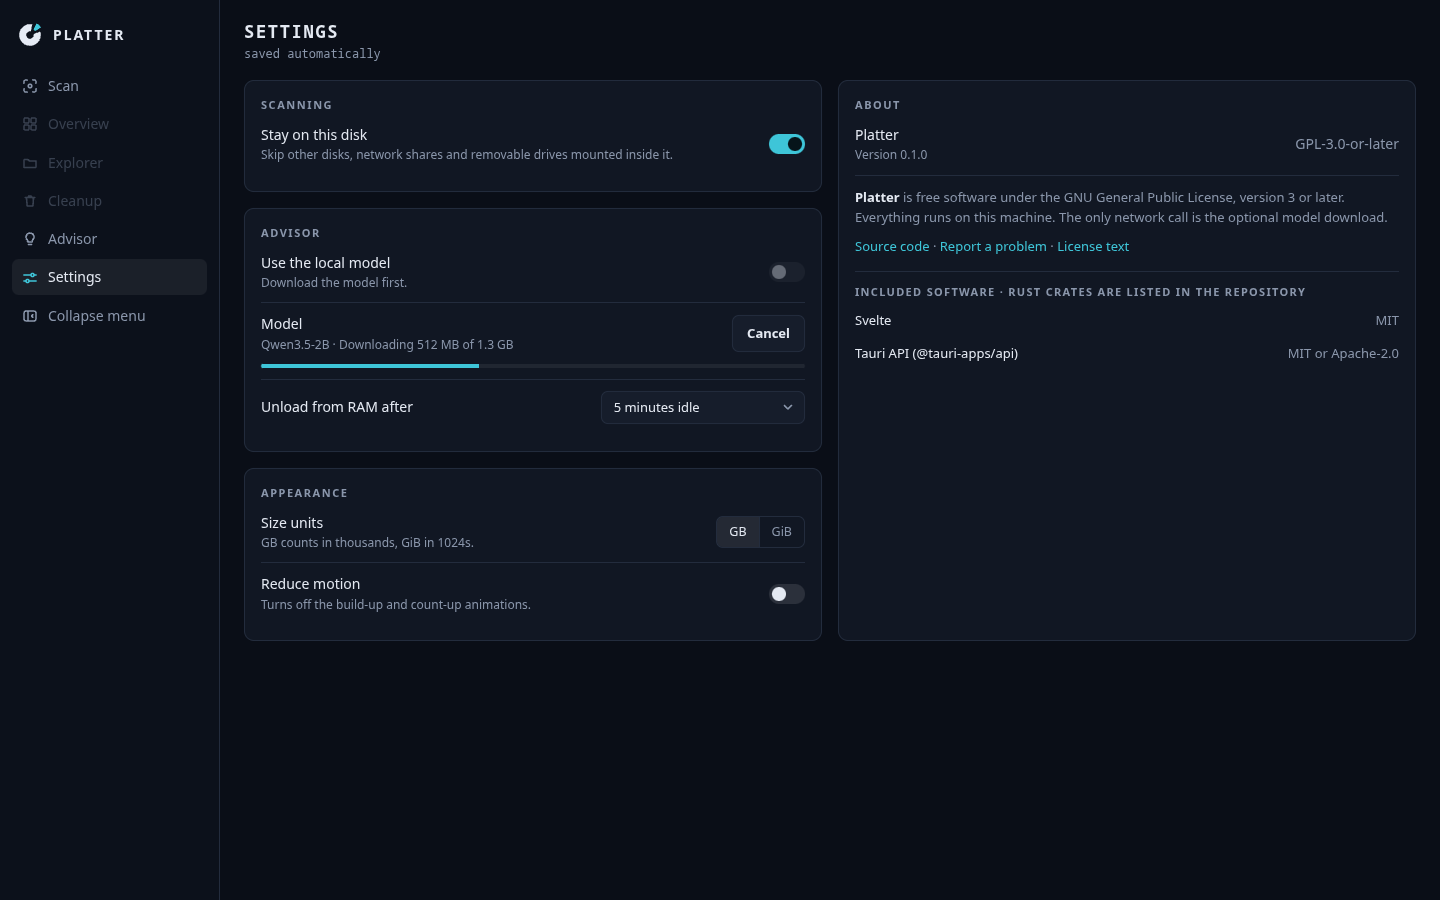 PLATTER
Scan
Overview
Explorer
Cleanup
Advisor
Settings
Collapse menu
SETTINGS
saved automatically
SCANNING
Stay on this disk
Skip other disks, network shares and removable drives mounted inside it.
ADVISOR
Use the local model
Download the model first.
Model
Qwen3.5-2B · Downloading 512 MB of 1.3 GB
Cancel
Unload from RAM after
5 minutes idle
APPEARANCE
Size units
GB counts in thousands, GiB in 1024s.
GB
GiB
Reduce motion
Turns off the build-up and count-up animations.
ABOUT
Platter
Version 0.1.0
GPL-3.0-or-later
Platter is free software under the GNU General Public License, version 3 or later.
Everything runs on this machine. The only network call is the optional model download.
Source code · Report a problem · License text
INCLUDED SOFTWARE · RUST CRATES ARE LISTED IN THE REPOSITORY
Svelte
MIT
Tauri API (@tauri-apps/api)
MIT or Apache-2.0